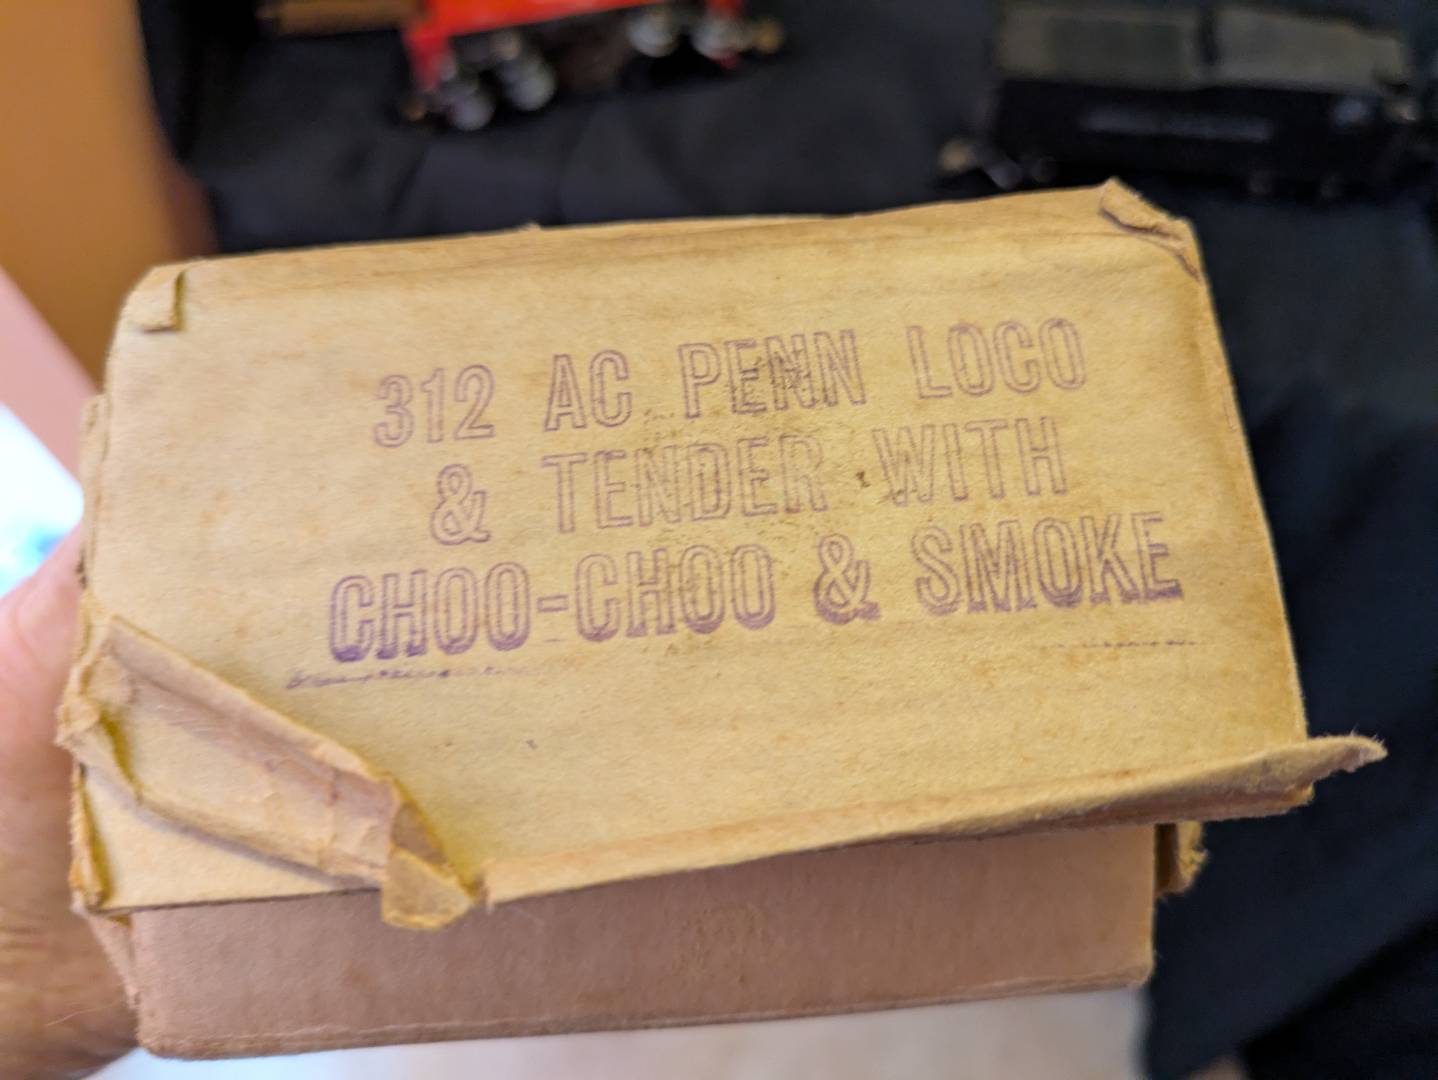 312 AC PENN LOCO
& TENDER WITH
CHOO-CHOO & SMOKE